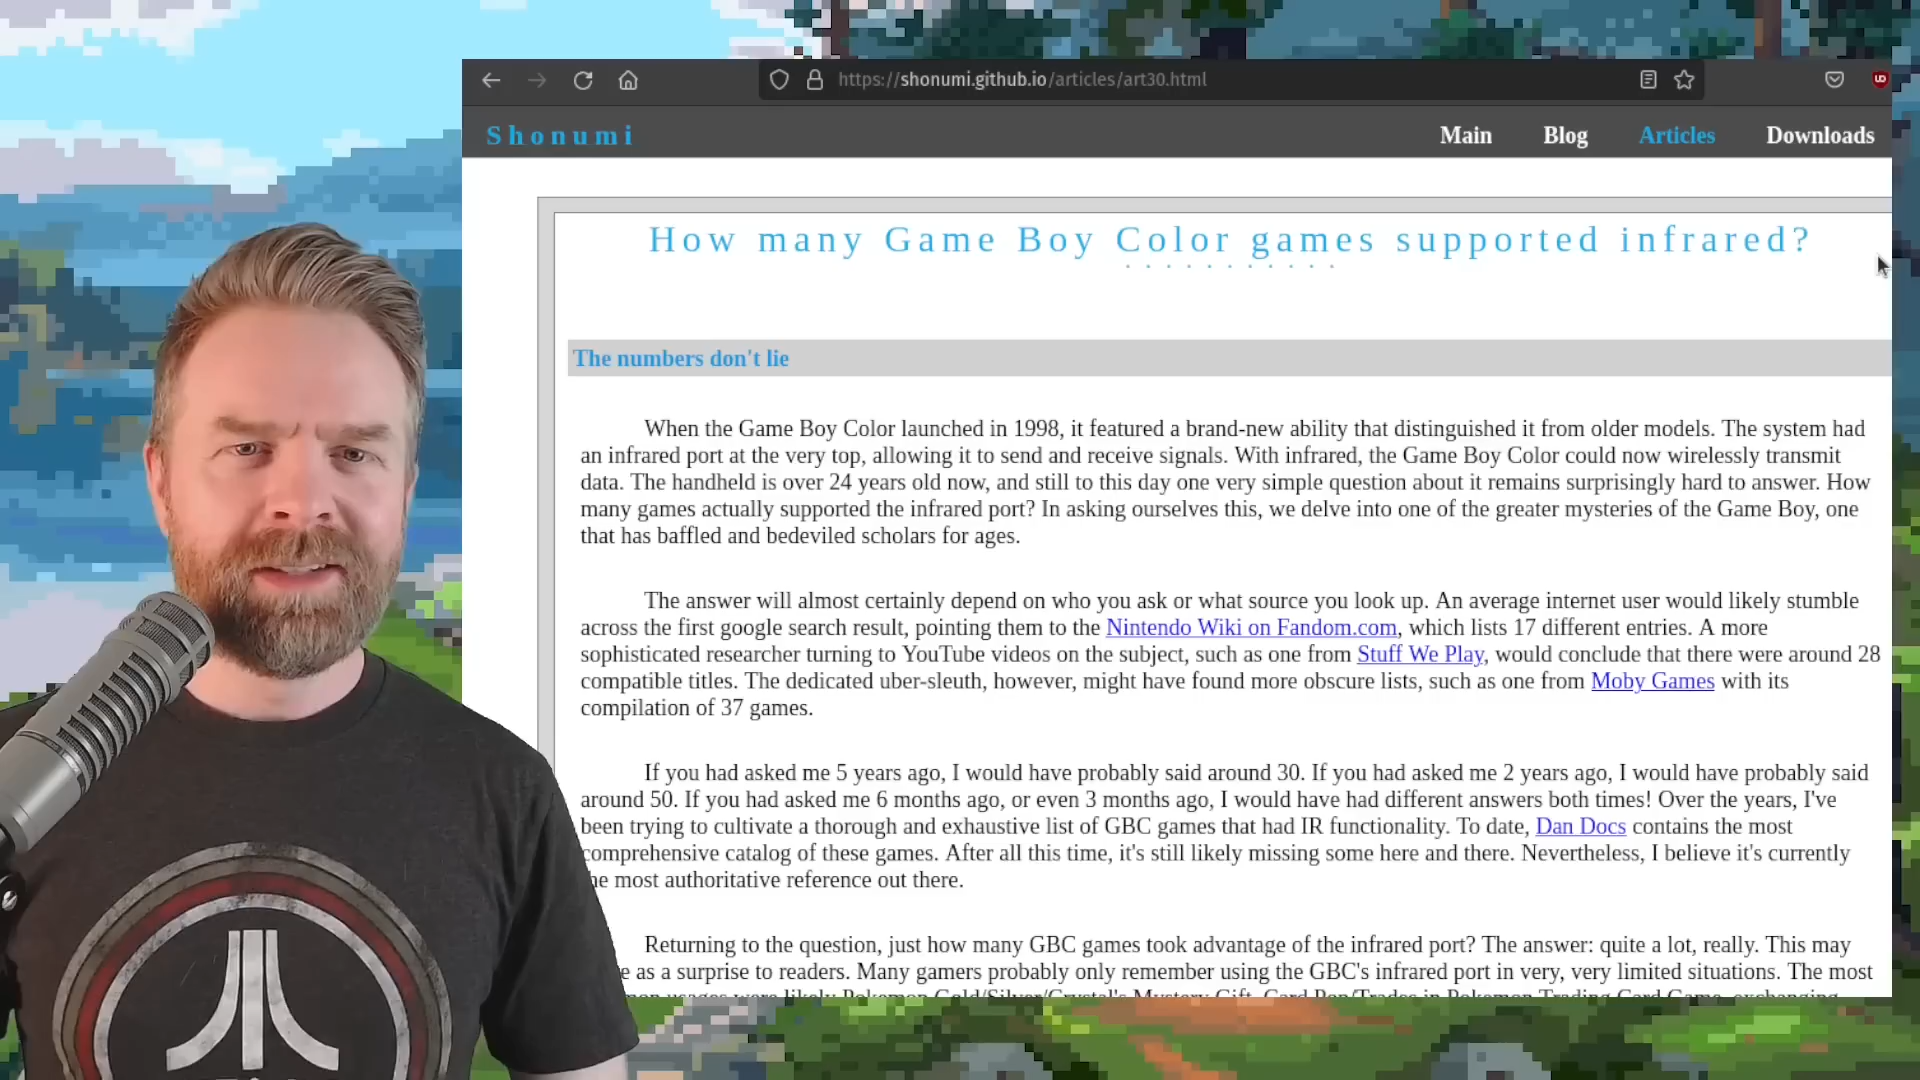 https://shonumi.github.io/articles/art30.html
Shonumi
Main Blog Articles Downloads
How many Game Boy Color games supported infrared?
The numbers don't lie
When the Game Boy Color launched in 1998, it featured a brand-new ability that distinguished it from older models. The system had
an infrared port at the very top, allowing it to send and receive signals. With infrared, the Game Boy Color could now wirelessly transmit
data. The handheld is over 24 years old now, and still to this day one very simple question about it remains surprisingly hard to answer. How
many games actually supported the infrared port? In asking ourselves this, we delve into one of the greater mysteries of the Game Boy, one
that has baffled and bedeviled scholars for ages.
The answer will almost certainly depend on who you ask or what source you look up. An average internet user would likely stumble
across the first google search result, pointing them to the Nintendo Wiki on Fandom.com, which lists 17 different entries. A more
sophisticated researcher turning to YouTube videos on the subject, such as one from Stuff We Play, would conclude that there were around 28
compatible titles. The dedicated uber-sleuth, however, might have found more obscure lists, such as one from Moby Games with its
compilation of 37 games.
If you had asked me 5 years ago, I would have probably said around 30. If you had asked me 2 years ago, I would have probably said
around 50. If you had asked me 6 months ago, or even 3 months ago, I would have had different answers both times! Over the years, I've
been trying to cultivate a thorough and exhaustive list of GBC games that had IR functionality. To date, Dan Docs contains the most
comprehensive catalog of these games. After all this time, it's still likely missing some here and there. Nevertheless, I believe it's currently
he most authoritative reference out there.
Returning to the question, just how many GBC games took advantage of the infrared port? The answer: quite a lot, really. This may
e as a surprise to readers. Many gamers probably only remember using the GBC's infrared port in very, very limited situations. The most
usages were likely Pokemon Gold/Silver/Crystal's Mystery Gift, Card Pop/Trades in Pokemon Trading Card Game, exchanging